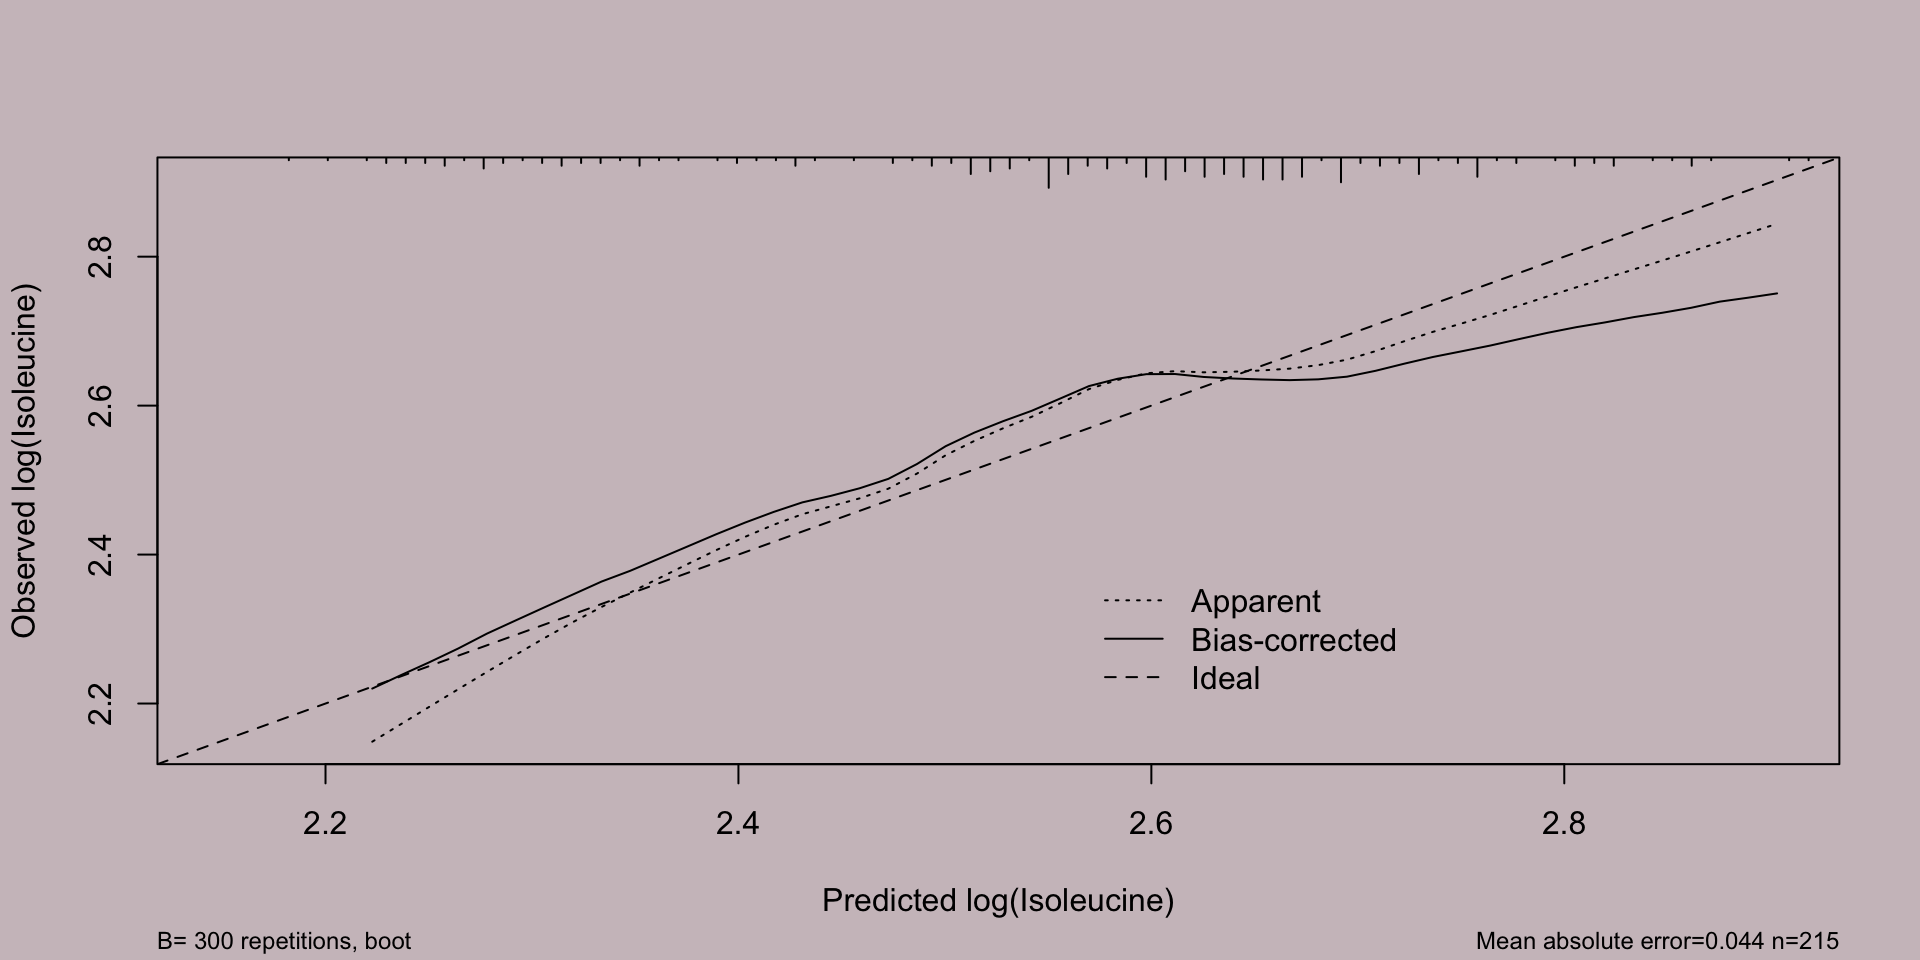 Observed log(Isoleucine)
2.8
2.6
2.4
2.2
Apparent
Bias-corrected
Ideal
2.2 2.4 2.6 2.8
Predicted log(Isoleucine)
B= 300 repetitions, boot
Mean absolute error=0.044 n=215